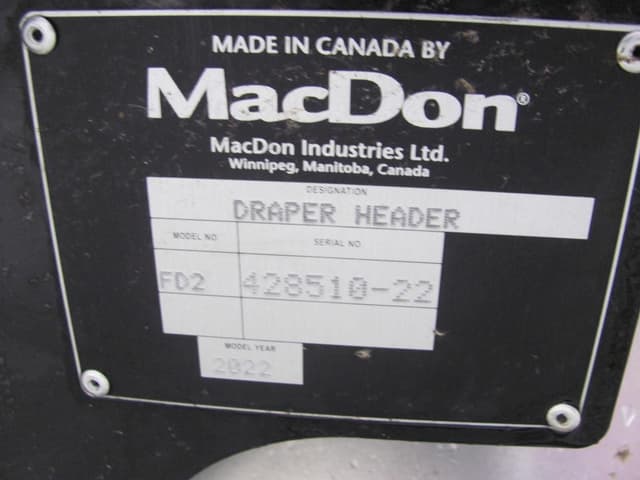 MADE IN CANADA BY
MacDon®
MacDon Industries Ltd.
Winnipeg, Manitoba, Canada
DESIGNATION
DRAPER HEADER
MODEL NO. SERIAL NO.
FD2 428510-22
MODEL YEAR
2022